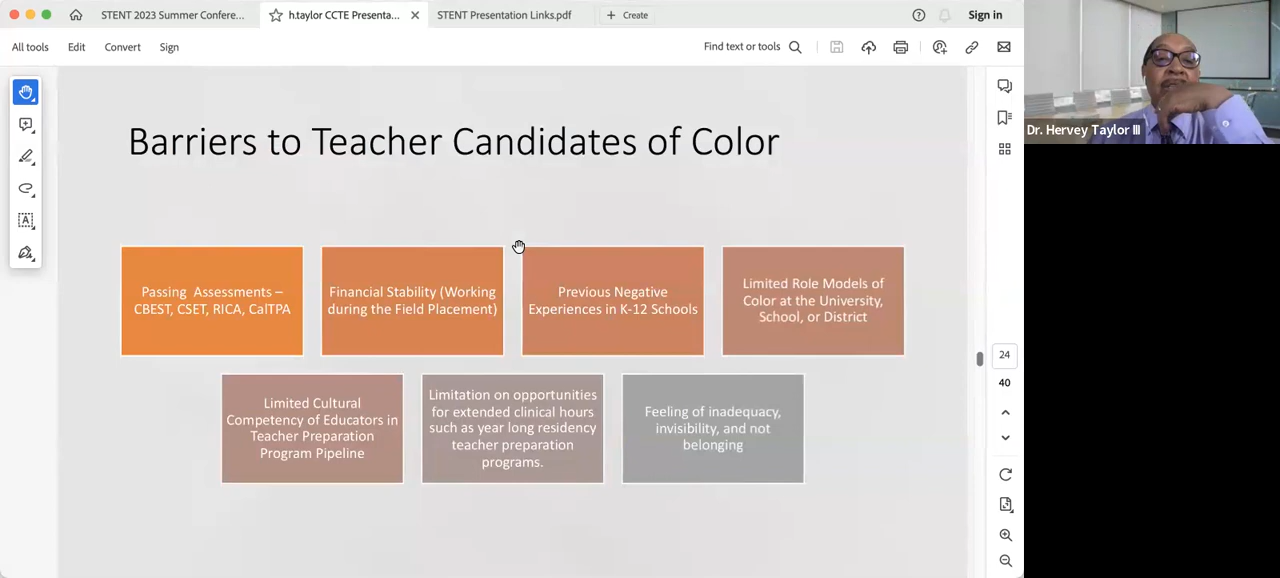 STENT 2023 Summer Confere...
h.taylor CCTE Presenta...
STENT Presentation Links.pdf
Create
Sign in
All tools
Edit
Convert
Sign
Find text or tools
Dr. Hervey Taylor III
Barriers to Teacher Candidates of Color
Passing Assessments –
CBEST, CSET, RICA, CalTPA
Financial Stability (Working
during the Field Placement)
Previous Negative
Experiences in K-12 Schools
Limited Role Models of
Color at the University,
School, or District
Limited Cultural
Competency of Educators in
Teacher Preparation
Program Pipeline
Limitation on opportunities
for extended clinical hours
such as year long residency
teacher preparation
programs.
Feeling of inadequacy,
invisibility, and not
belonging
24
40